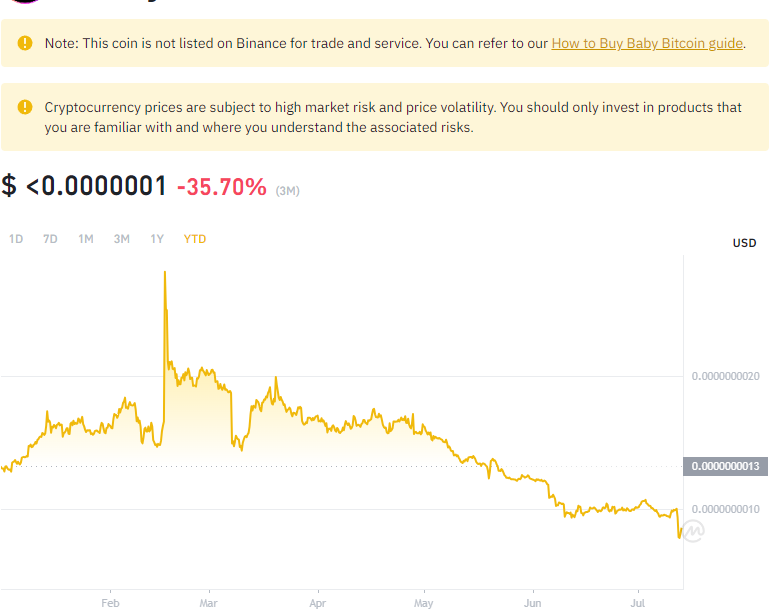 Note: This coin is not listed on Binance for trade and service. You can refer to our How to Buy Baby Bitcoin guide.
Cryptocurrency prices are subject to high market risk and price volatility. You should only invest in products that
you are familiar with and where you understand the associated risks.
$ <0.0000001 -35.70% (3M)
1D 7D 1M 3M 1Y YTD
USD
0.0000000020
0.0000000013
0.0000000010
Feb Mar Apr May Jun Jul